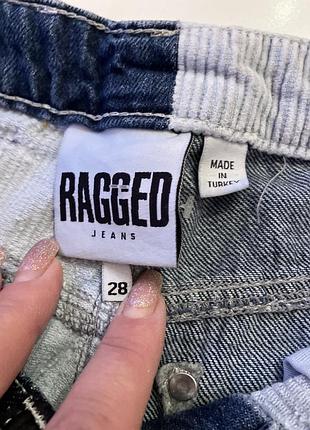 RAGGED
JEANS
MADE
IN
TURKEY
28